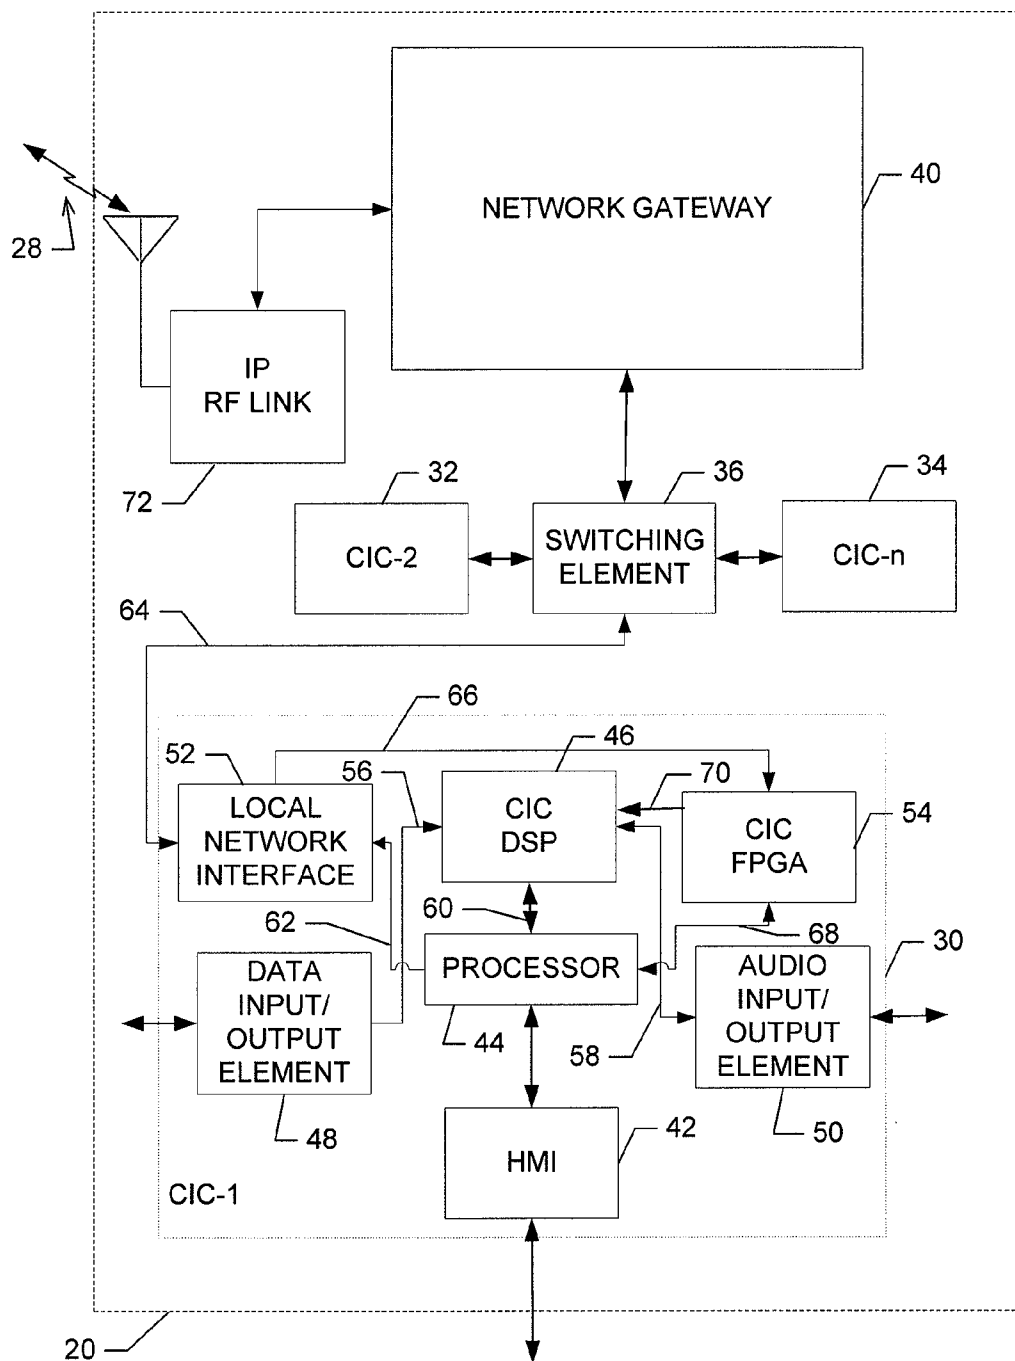 40
NETWORK GATEWAY
28
IP
RF LINK
72
32
36
34
CIC-2
SWITCHING
ELEMENT
CIC-n
64
66
52
56
46
70
54
LOCAL
NETWORK
INTERFACE
CIC
DSP
CIC
FPGA
62
60
68
30
DATA
INPUT/
OUTPUT
ELEMENT
PROCESSOR
AUDIO
INPUT/
OUTPUT
ELEMENT
44
58
48
42
50
HMI
CIC-1
20